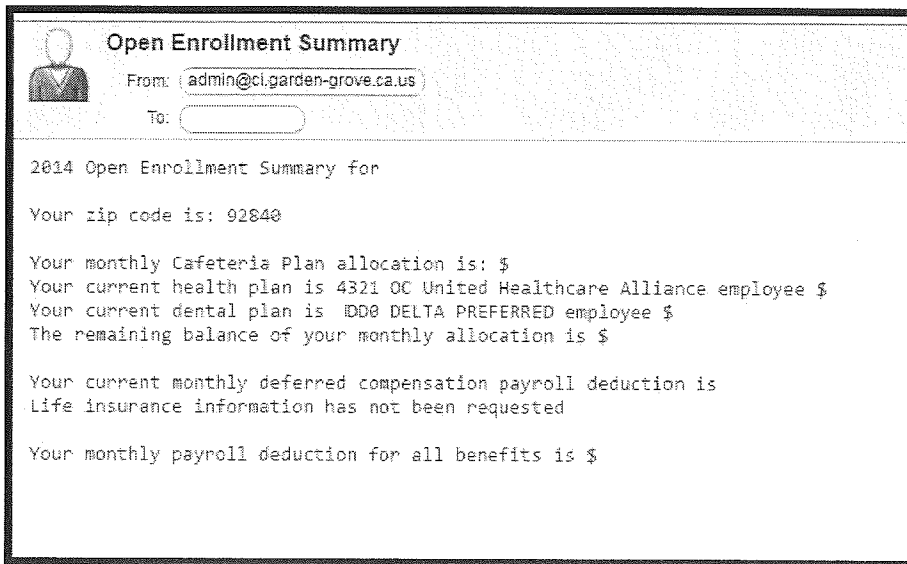 Open Enrollment Summary
From: admin@ci.garden-grove.ca.us
To:
2014 Open Enrollment Summary for
Your zip code is: 92840
Your monthly Cafeteria Plan allocation is: $
Your current health plan is 4321 OC United Healthcare Alliance employee $
Your current dental plan is DD0 DELTA PREFERRED employee $
The remaining balance of your monthly allocation is $
Your current monthly deferred compensation payroll deduction is
Life insurance information has not been requested
Your monthly payroll deduction for all benefits is $